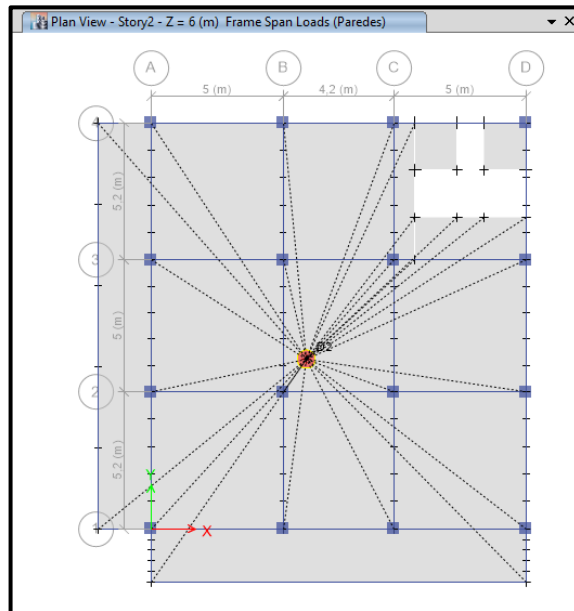 Plan View - Story2 - Z = 6 (m) Frame Span Loads (Paredes)
A B C D
5 (m) 4,2 (m) 5 (m)
4
5,2 (m)
3
5 (m)
2
5,2 (m)
Y
1
X